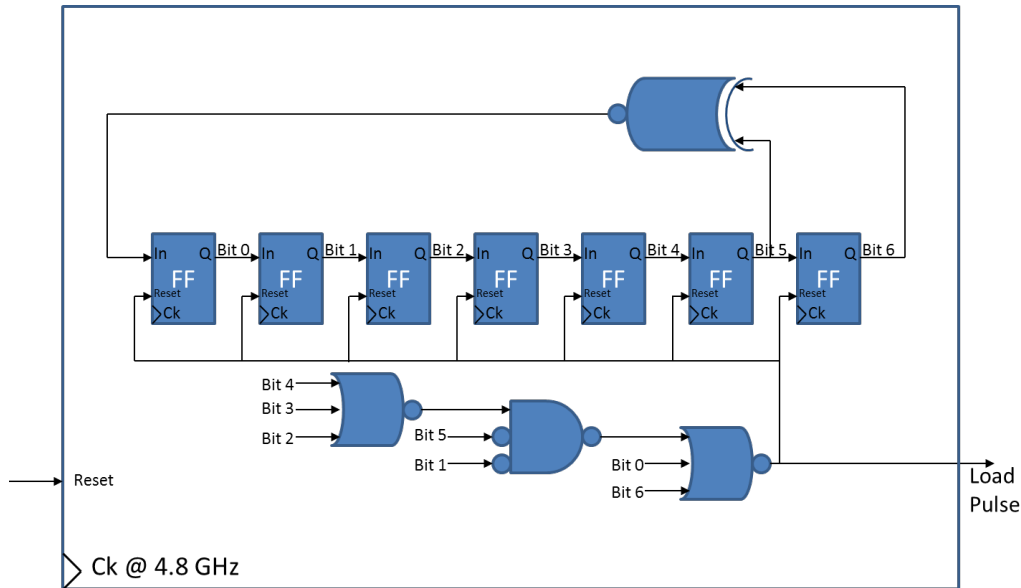 In Q Bit 0 In Q Bit 1 In Q Bit 2 In Q Bit 3 In Q Bit 4 In Q Bit 5 In Q Bit 6
FF FF FF FF FF FF FF
Reset Reset Reset Reset Reset Reset Reset
Ck Ck Ck Ck Ck Ck Ck
Bit 4
Bit 3
Bit 2
Bit 5
Bit 1
Bit 0
Bit 6
Reset
Load
Pulse
Ck @ 4.8 GHz